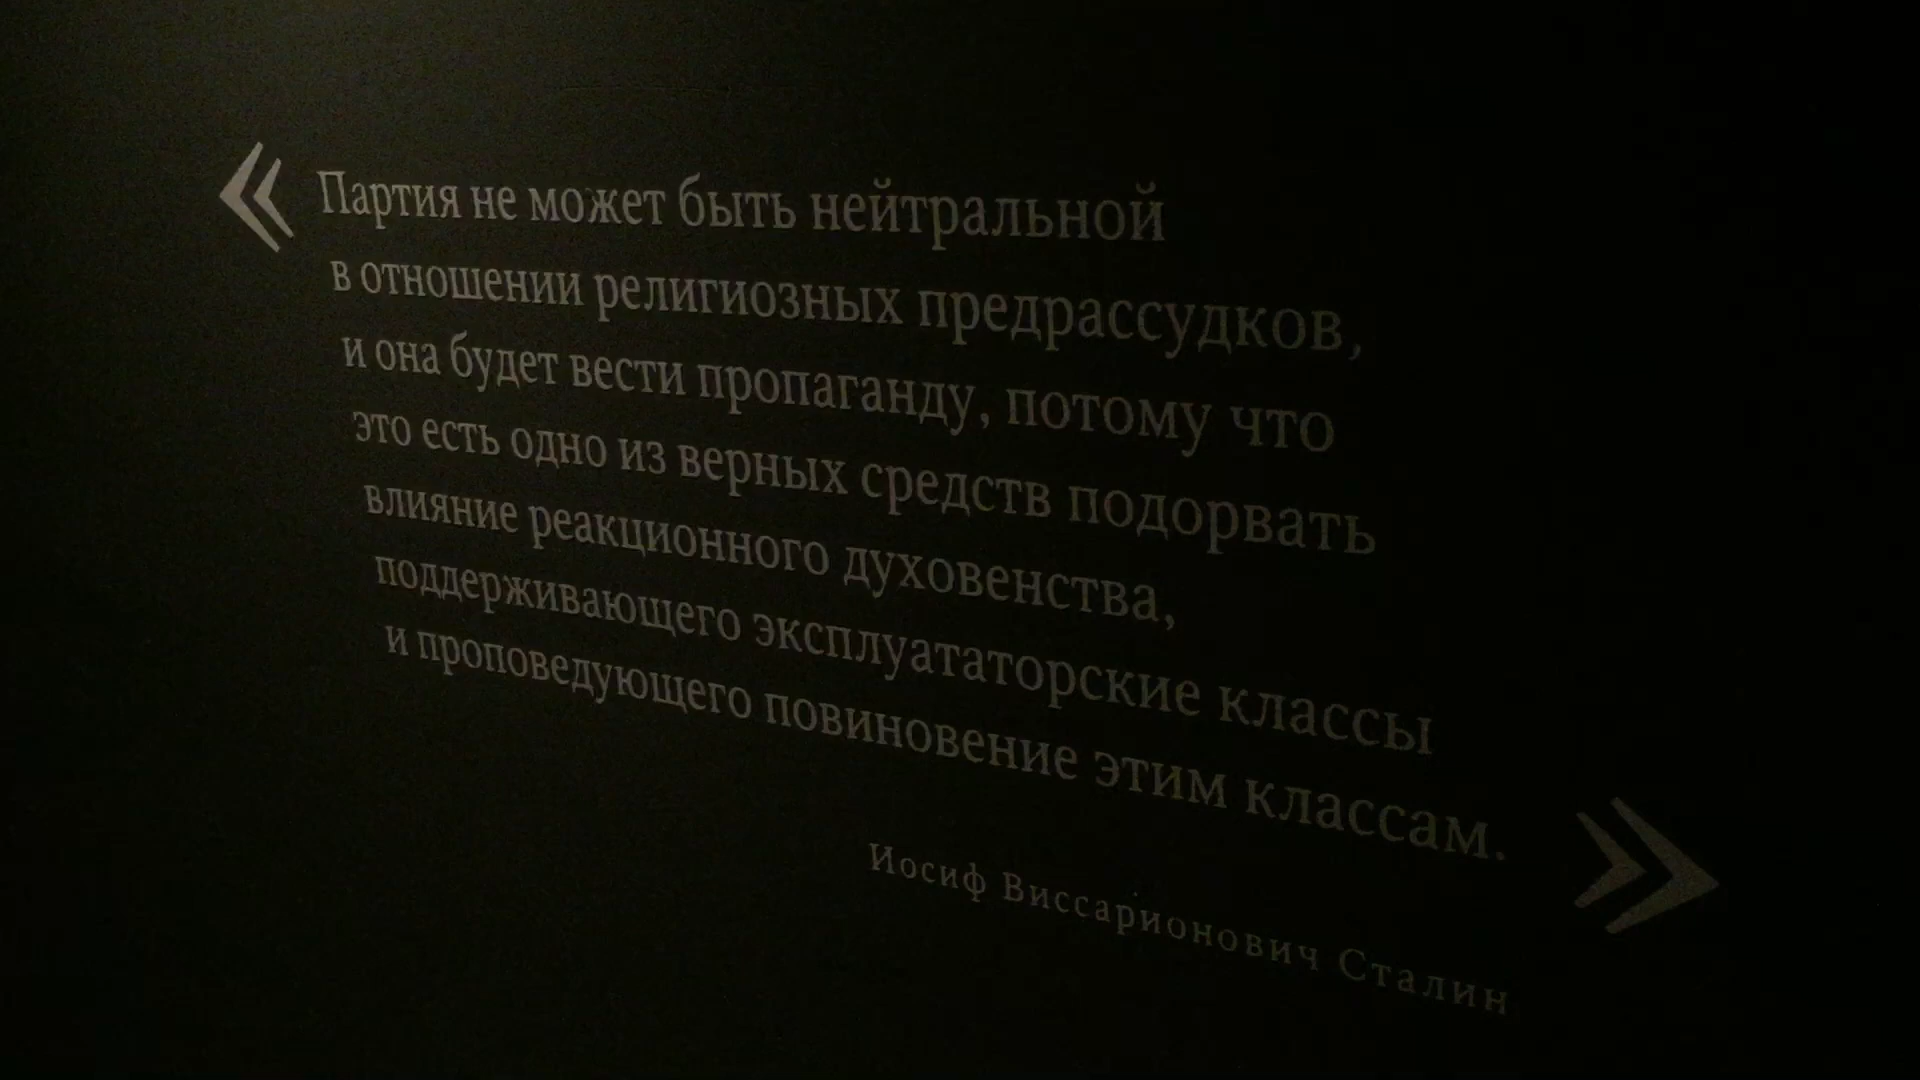 « Партия не может быть нейтральной
в отношении религиозных предрассудков,
и она будет вести пропаганду, потому что
это есть одно из верных средств подорвать
влияние реакционного духовенства,
поддерживающего эксплуататорские классы
и проповедующего повиновение этим классам. »
Иосиф Виссарионович Сталин